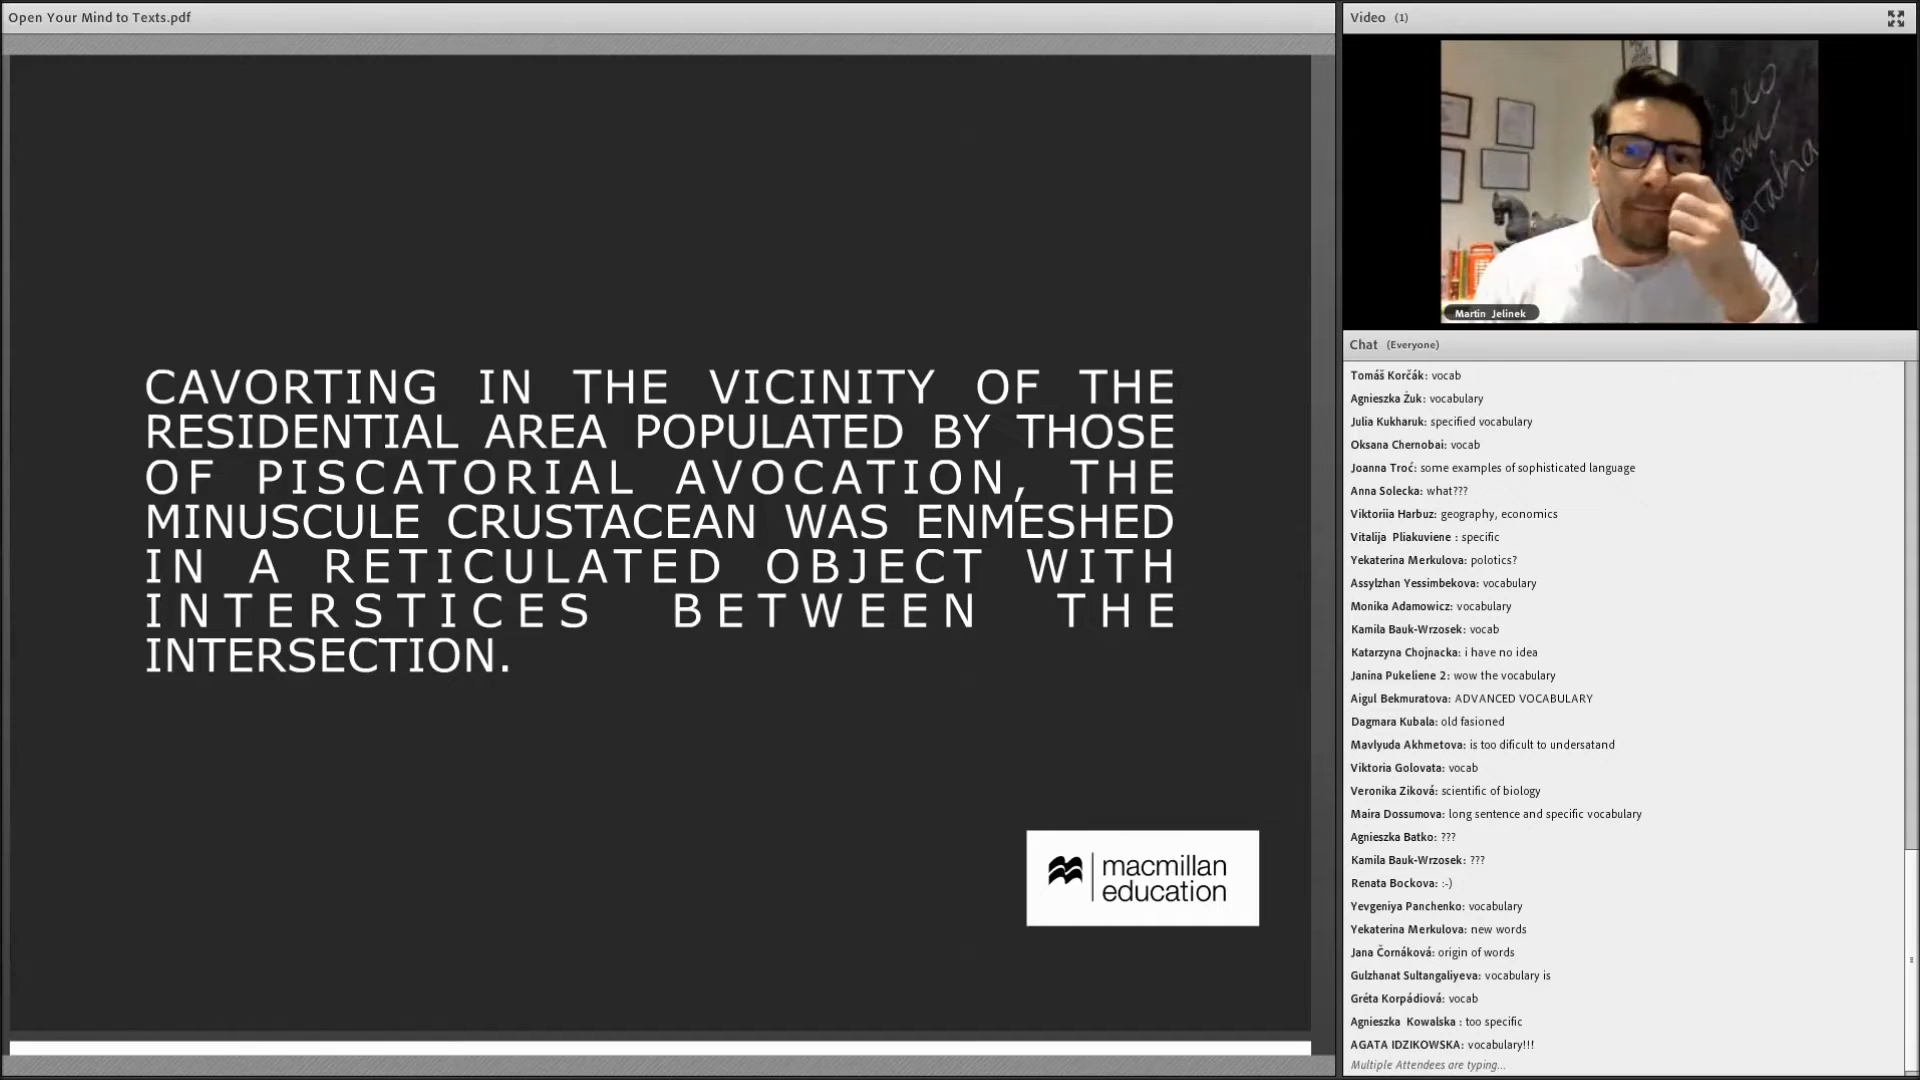 Open Your Mind to Texts.pdf
CAVORTING IN THE VICINITY OF THE
RESIDENTIAL AREA POPULATED BY THOSE
OF PISCATORIAL AVOCATION, THE
MINUSCULE CRUSTACEAN WAS ENMESHED
IN A RETICULATED OBJECT WITH
INTERSTICES BETWEEN THE
INTERSECTION.
macmillan
education
Video (1)
hello
from
Martin Jelinek
Chat (Everyone)
Tomáš Korčák: vocab
Agnieszka Żuk: vocabulary
Julia Kukharuk: specified vocabulary
Oksana Chernobai: vocab
Joanna Troć: some examples of sophisticated language
Anna Solecka: what???
Viktoriia Harbuz: geography, economics
Vitalija Pliakuviene : specific
Yekaterina Merkulova: polotics?
Assylzhan Yessimbekova: vocabulary
Monika Adamowicz: vocabulary
Kamila Bauk-Wrzosek: vocab
Katarzyna Chojnacka: i have no idea
Janina Pukeliene 2: wow the vocabulary
Aigul Bekmuratova: ADVANCED VOCABULARY
Dagmara Kubala: old fasioned
Mavlyuda Akhmetova: is too dificult to undersatand
Viktoria Golovata: vocab
Veronika Ziková: scientific of biology
Maira Dossumova: long sentence and specific vocabulary
Agnieszka Batko: ???
Kamila Bauk-Wrzosek: ???
Renata Bockova: :-)
Yevgeniya Panchenko: vocabulary
Yekaterina Merkulova: new words
Jana Čornáková: origin of words
Gulzhanat Sultangaliyeva: vocabulary is
Gréta Korpádiová: vocab
Agnieszka Kowalska : too specific
AGATA IDZIKOWSKA: vocabulary!!!
Multiple Attendees are typing...